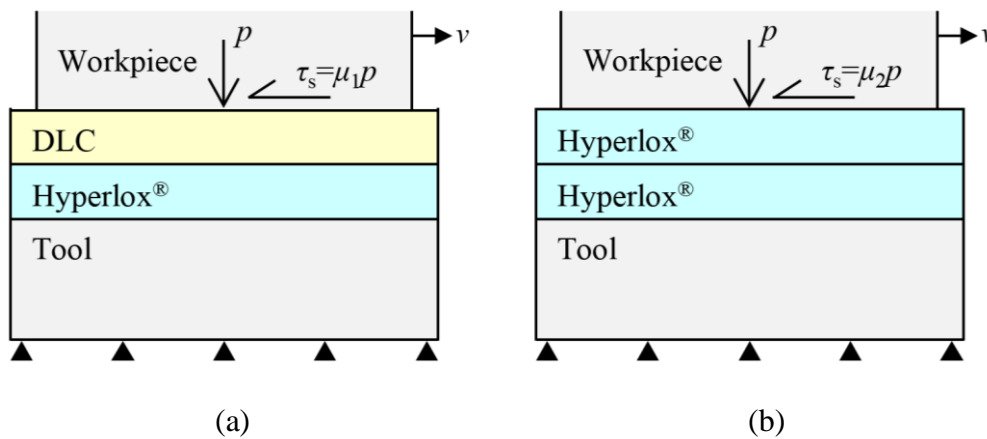 p
v
Workpiece
τs=μ1p
DLC
Hyperlox®
Tool
(a)
p
v
Workpiece
τs=μ2p
Hyperlox®
Hyperlox®
Tool
(b)